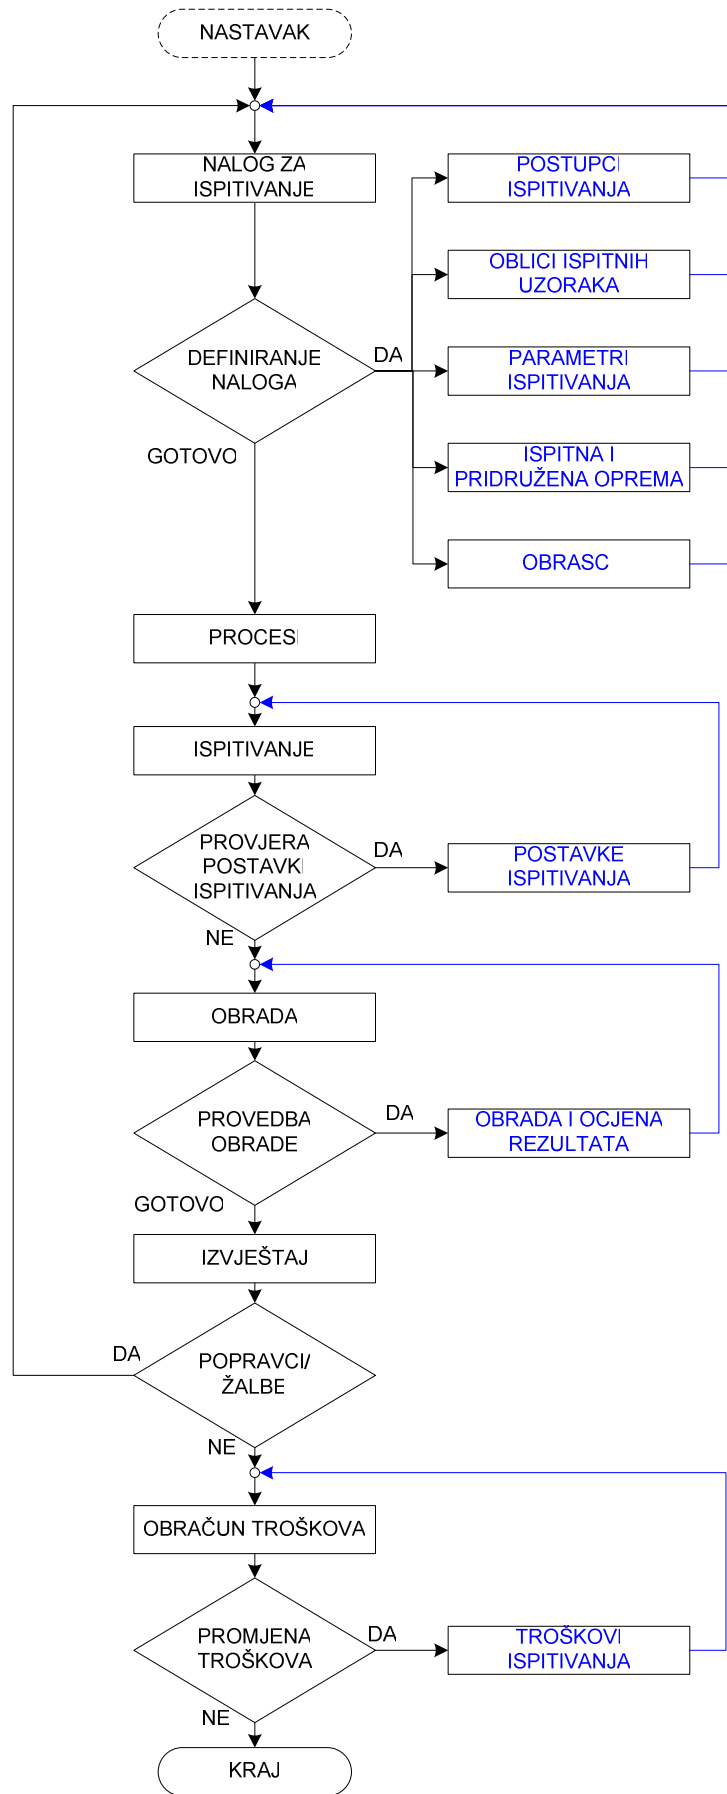 NASTAVAK
NALOG ZA
ISPITIVANJE
POSTUPCI
ISPITIVANJA
OBLICI ISPITNIH
UZORAKA
DEFINIRANJE
NALOGA
DA
PARAMETRI
ISPITIVANJA
GOTOVO
ISPITNA I
PRIDRUŽENA OPREMA
OBRASC
PROCESI
ISPITIVANJE
PROVJERA
POSTAVKI
ISPITIVANJA
DA
POSTAVKE
ISPITIVANJA
NE
OBRADA
PROVEDBA
OBRADE
DA
OBRADA I OCJENA
REZULTATA
GOTOVO
IZVJEŠTAJ
DA
POPRAVCI/
ŽALBE
NE
OBRAČUN TROŠKOVA
PROMJENA
TROŠKOVA
DA
TROŠKOVI
ISPITIVANJA
NE
KRAJ